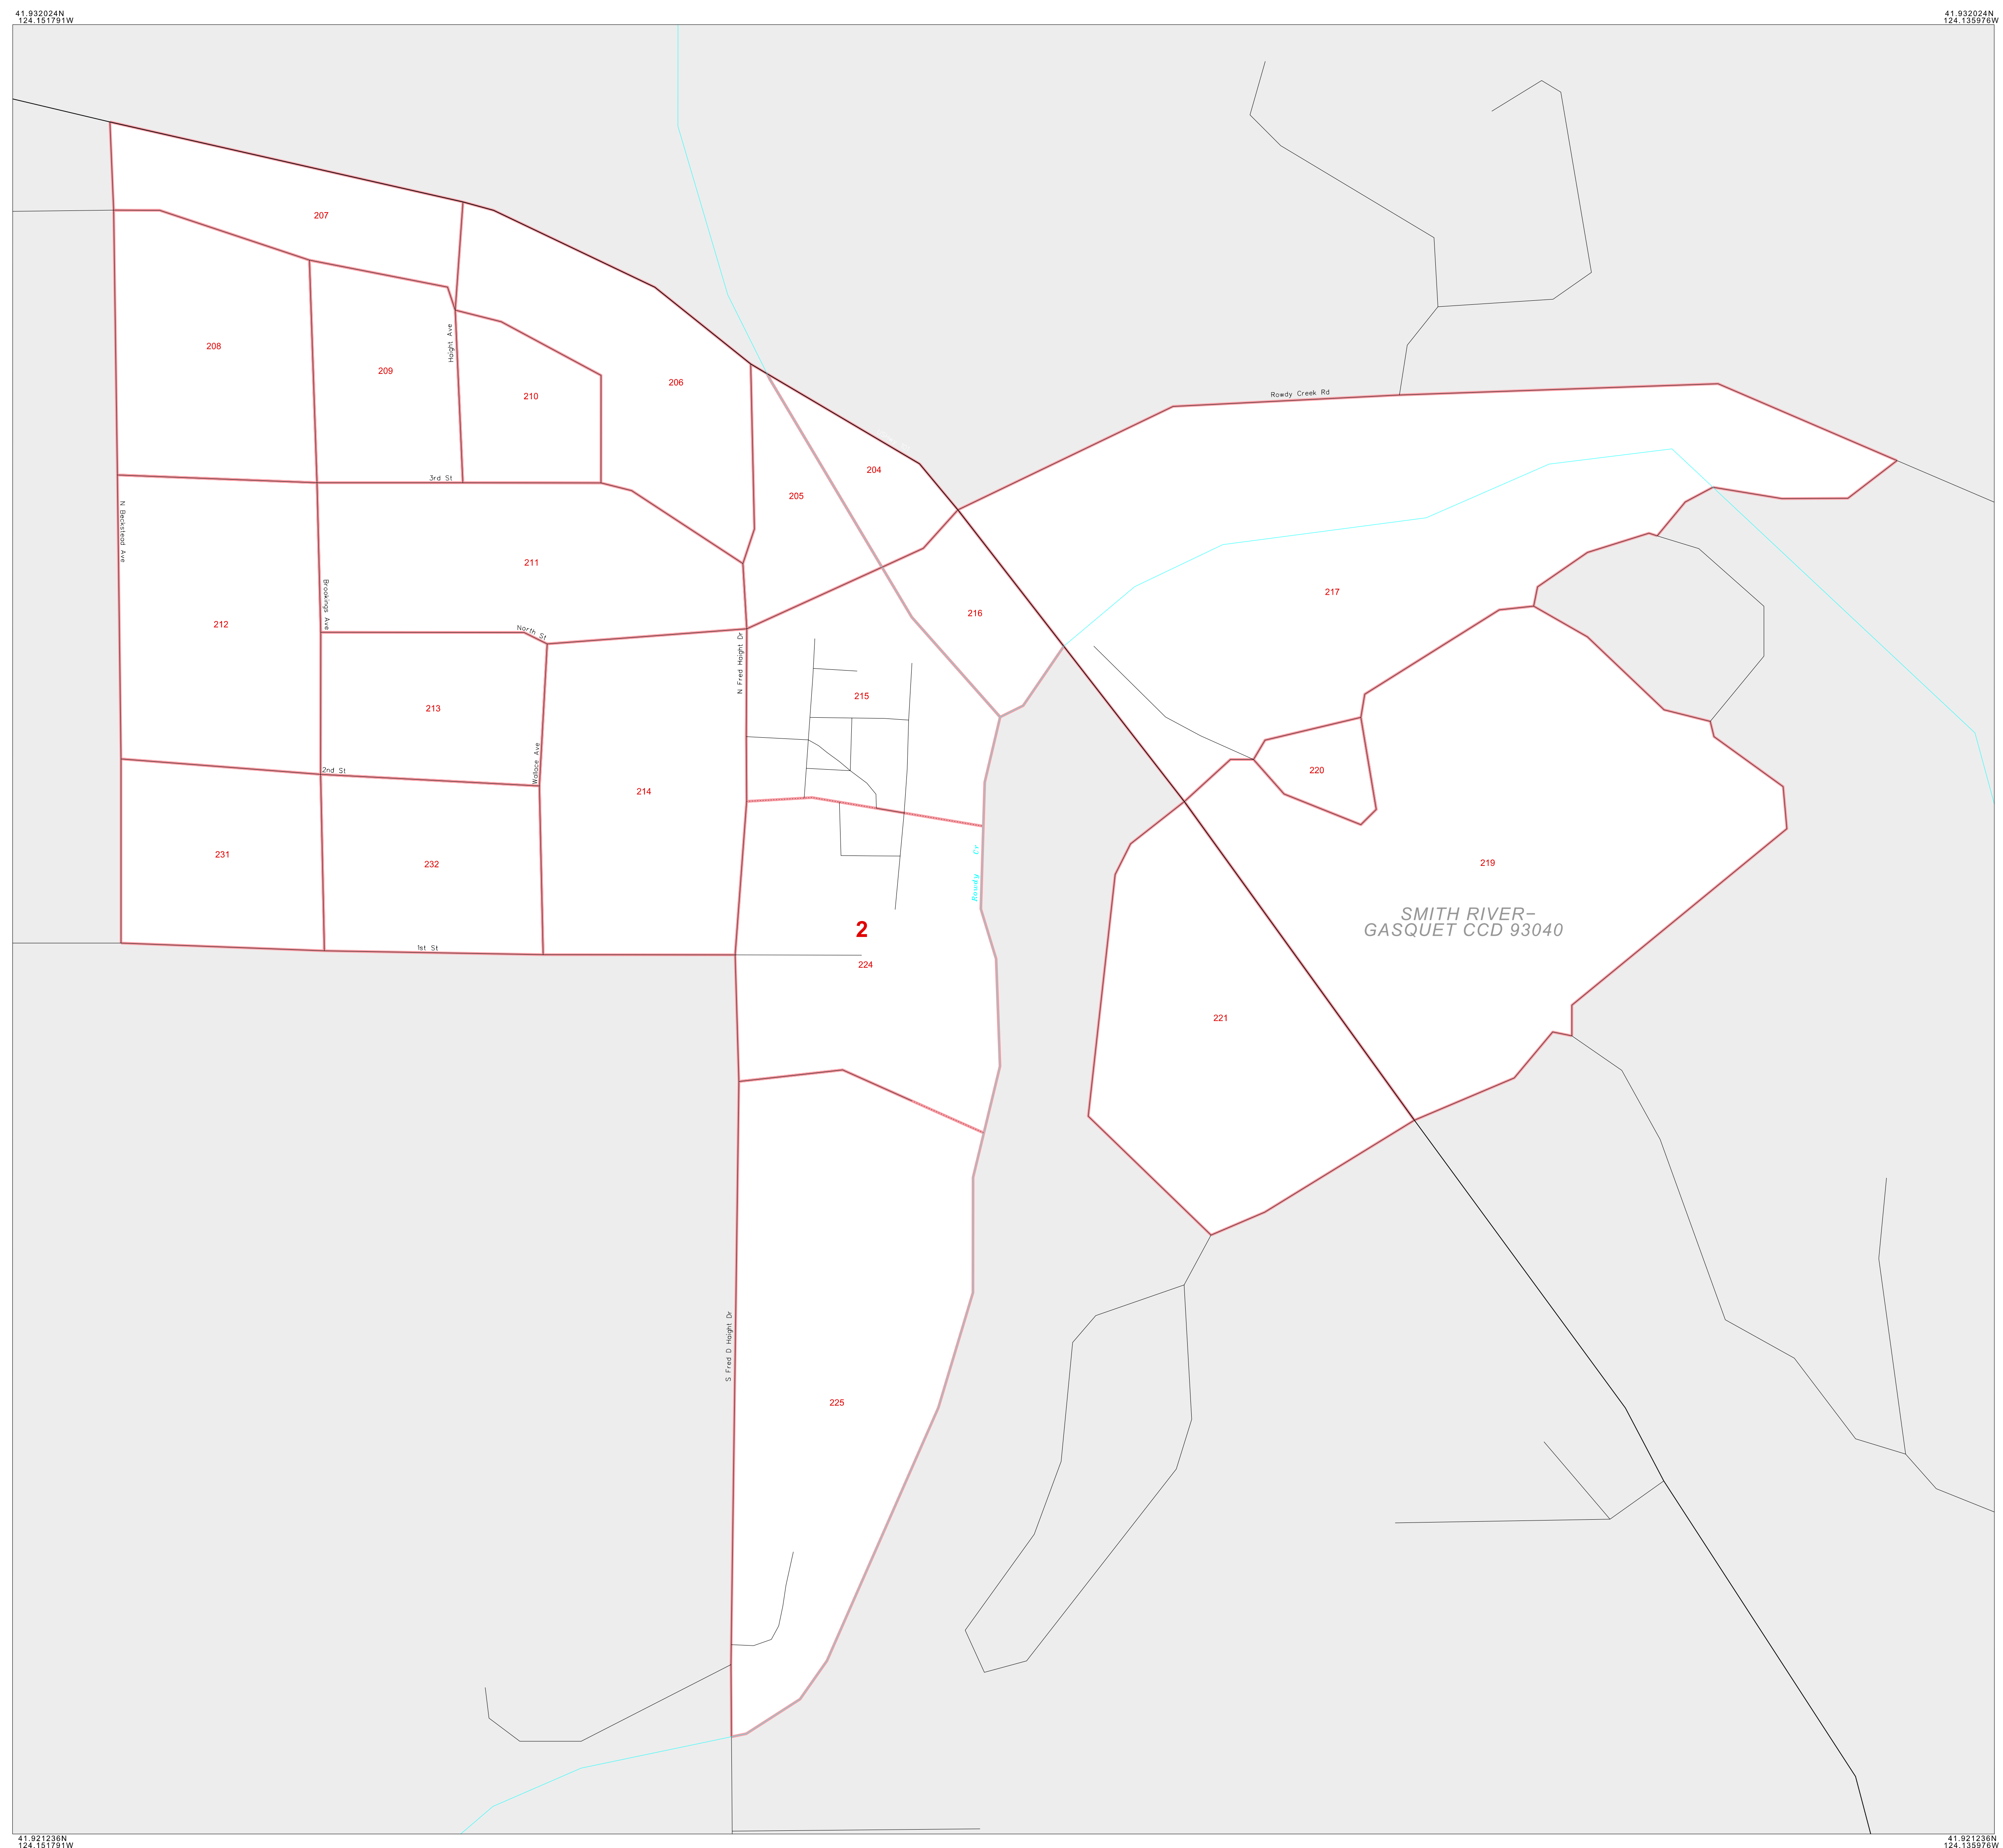 41.932024N
124.151791W
41.932024N
124.135976W
207
208
209
Haight Ave
210
206
Rowdy Creek Rd
3rd St
204
205
N Beckstead Ave
211
217
Brookings Ave
212
216
North St
N Fred Haight Dr
215
213
Wallace Ave
2nd St
220
214
231
232
Rowdy Cr
219
SMITH RIVER-
GASQUET CCD 93040
2
1st St
224
221
S Fred D Haight Dr
225
41.921236N
124.151791W
41.921236N
124.135976W